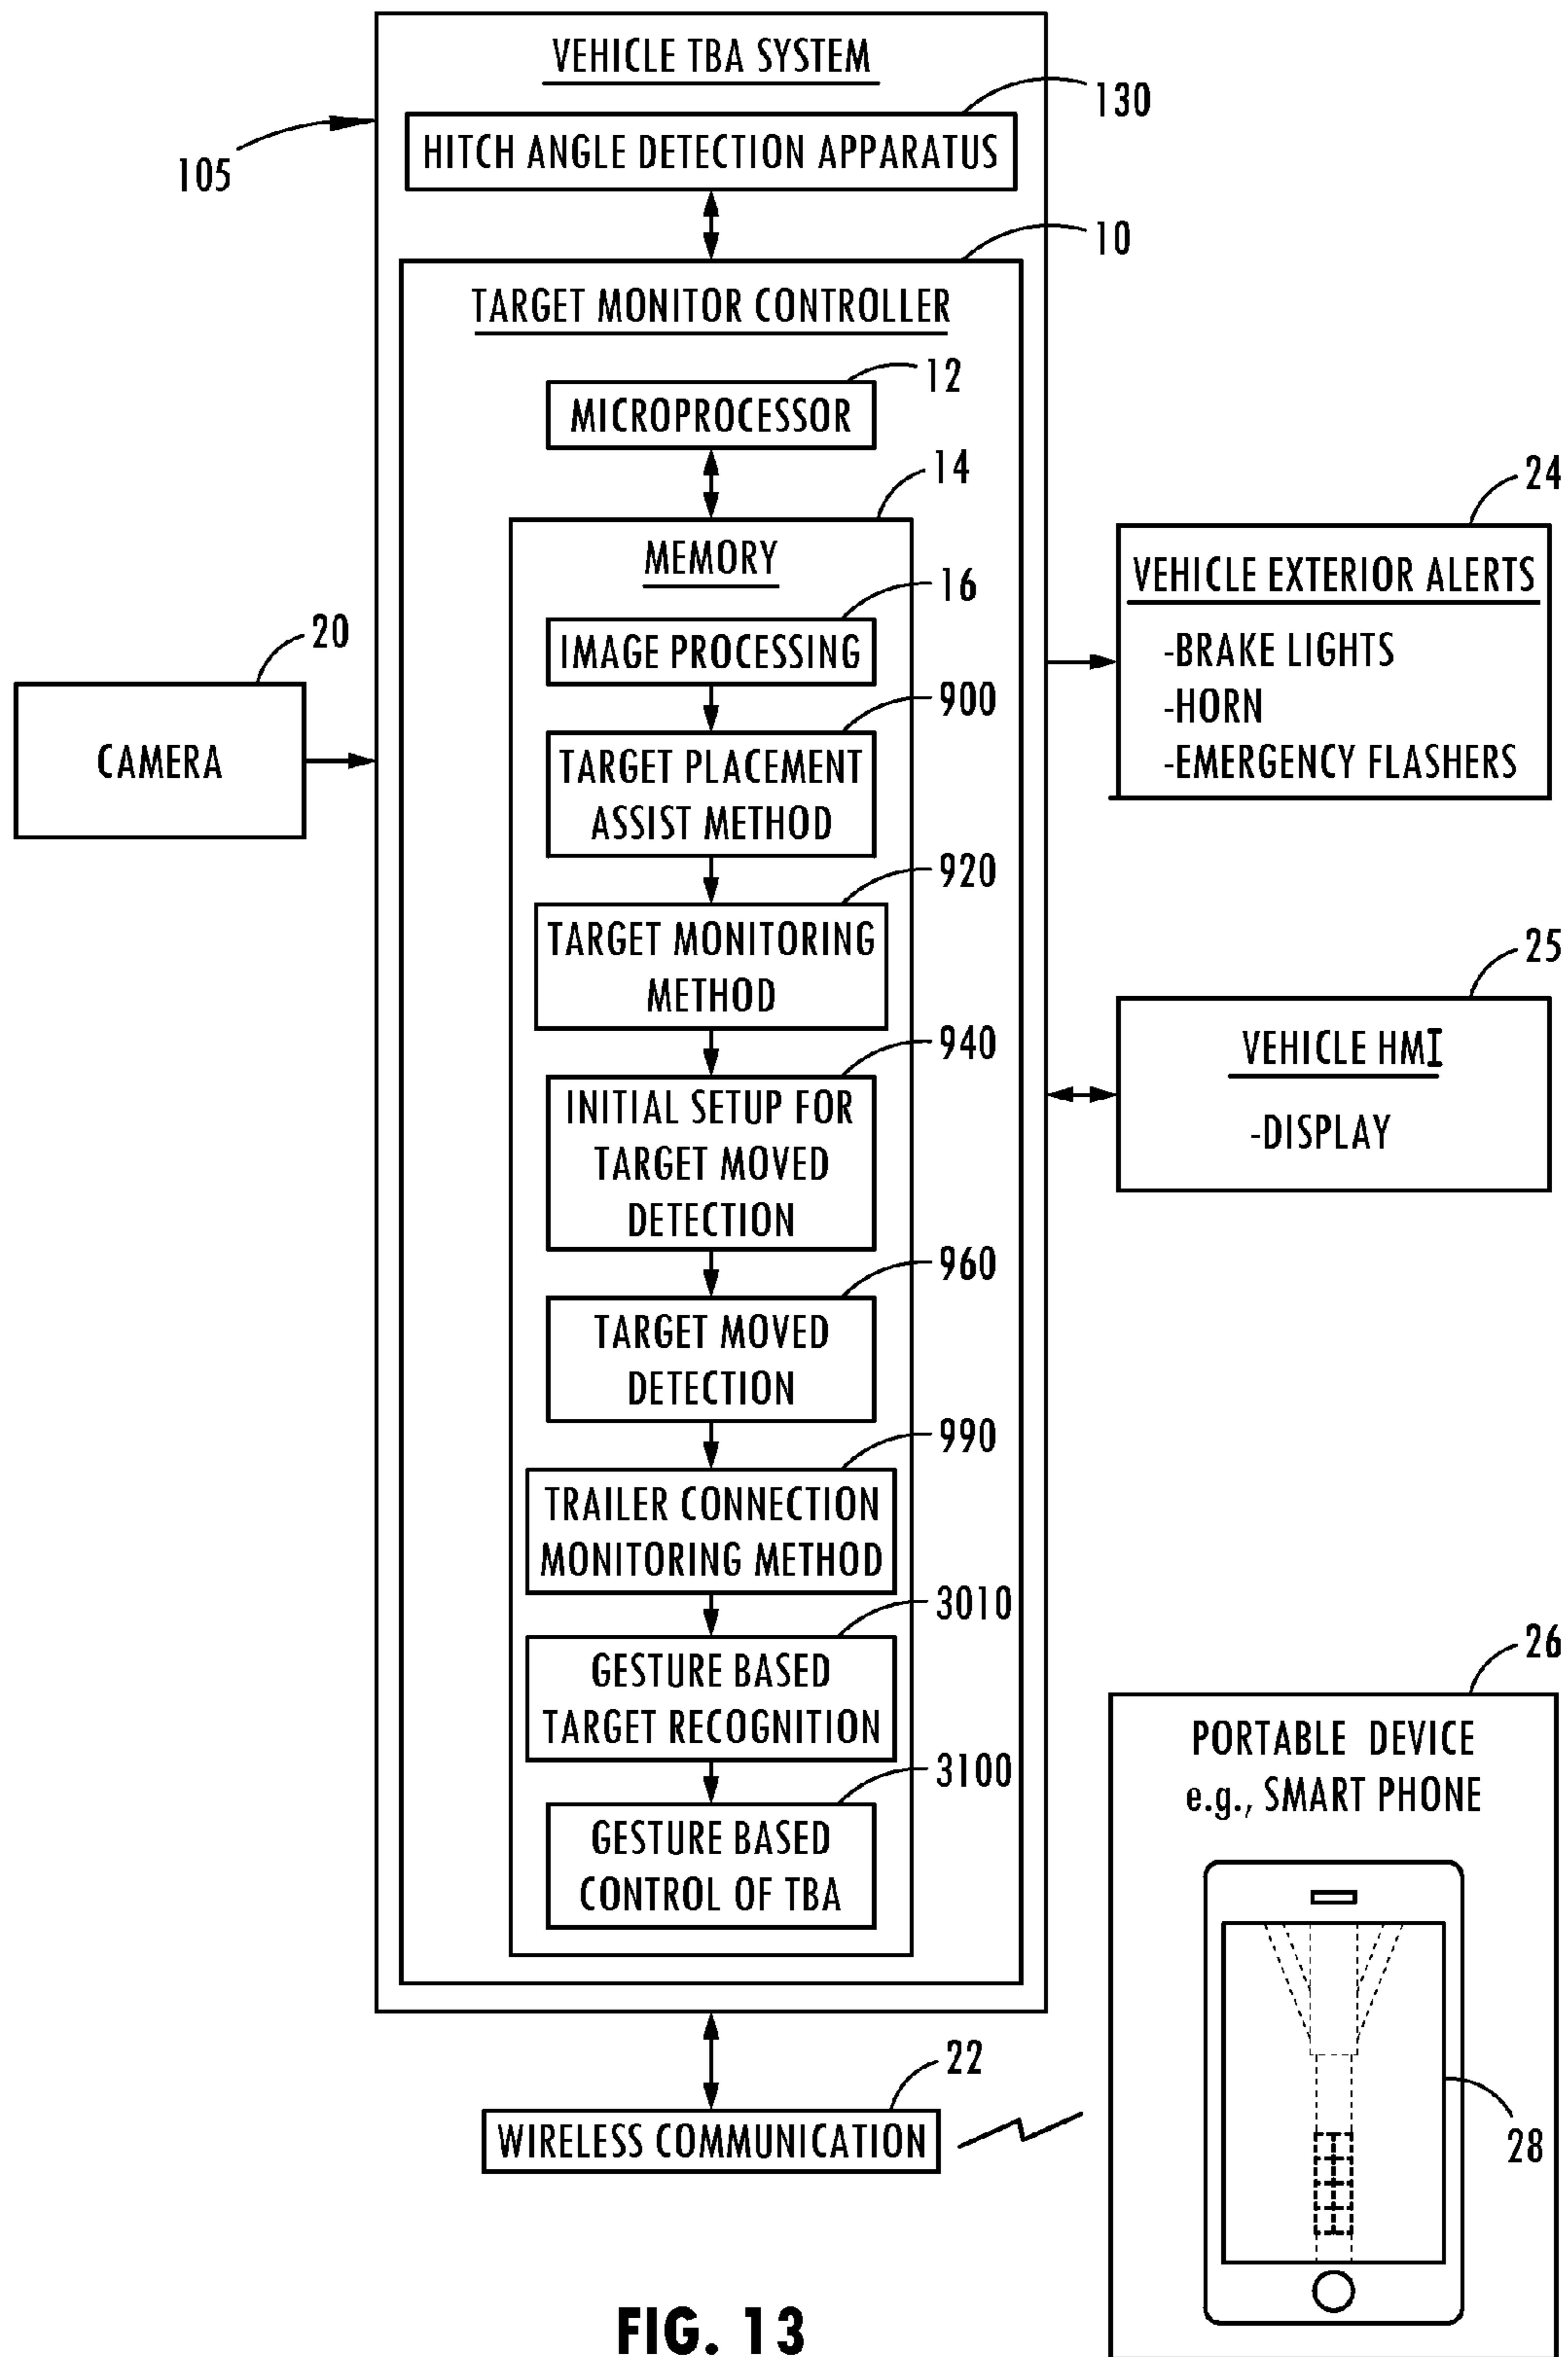 VEHICLE TBA SYSTEM
130
HITCH ANGLE DETECTION APPARATUS
105
10
TARGET MONITOR CONTROLLER
12
MICROPROCESSOR
14
MEMORY
16
IMAGE PROCESSING
900
TARGET PLACEMENT
ASSIST METHOD
920
TARGET MONITORING
METHOD
940
INITIAL SETUP FOR
TARGET MOVED
DETECTION
960
TARGET MOVED
DETECTION
990
TRAILER CONNECTION
MONITORING METHOD
3010
GESTURE BASED
TARGET RECOGNITION
3100
GESTURE BASED
CONTROL OF TBA
20
CAMERA
24
VEHICLE EXTERIOR ALERTS
-BRAKE LIGHTS
-HORN
-EMERGENCY FLASHERS
25
VEHICLE HMI
-DISPLAY
22
WIRELESS COMMUNICATION
26
PORTABLE DEVICE
e.g., SMART PHONE
28
FIG. 13